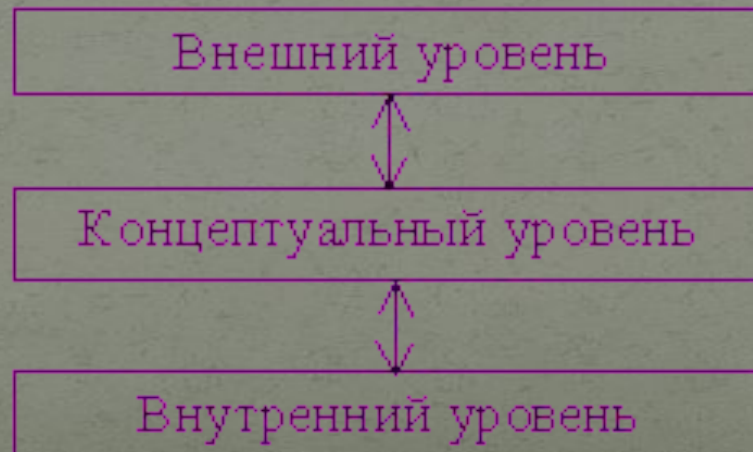 Внешний уровень
Концептуальный уровень
Внутренний уровень